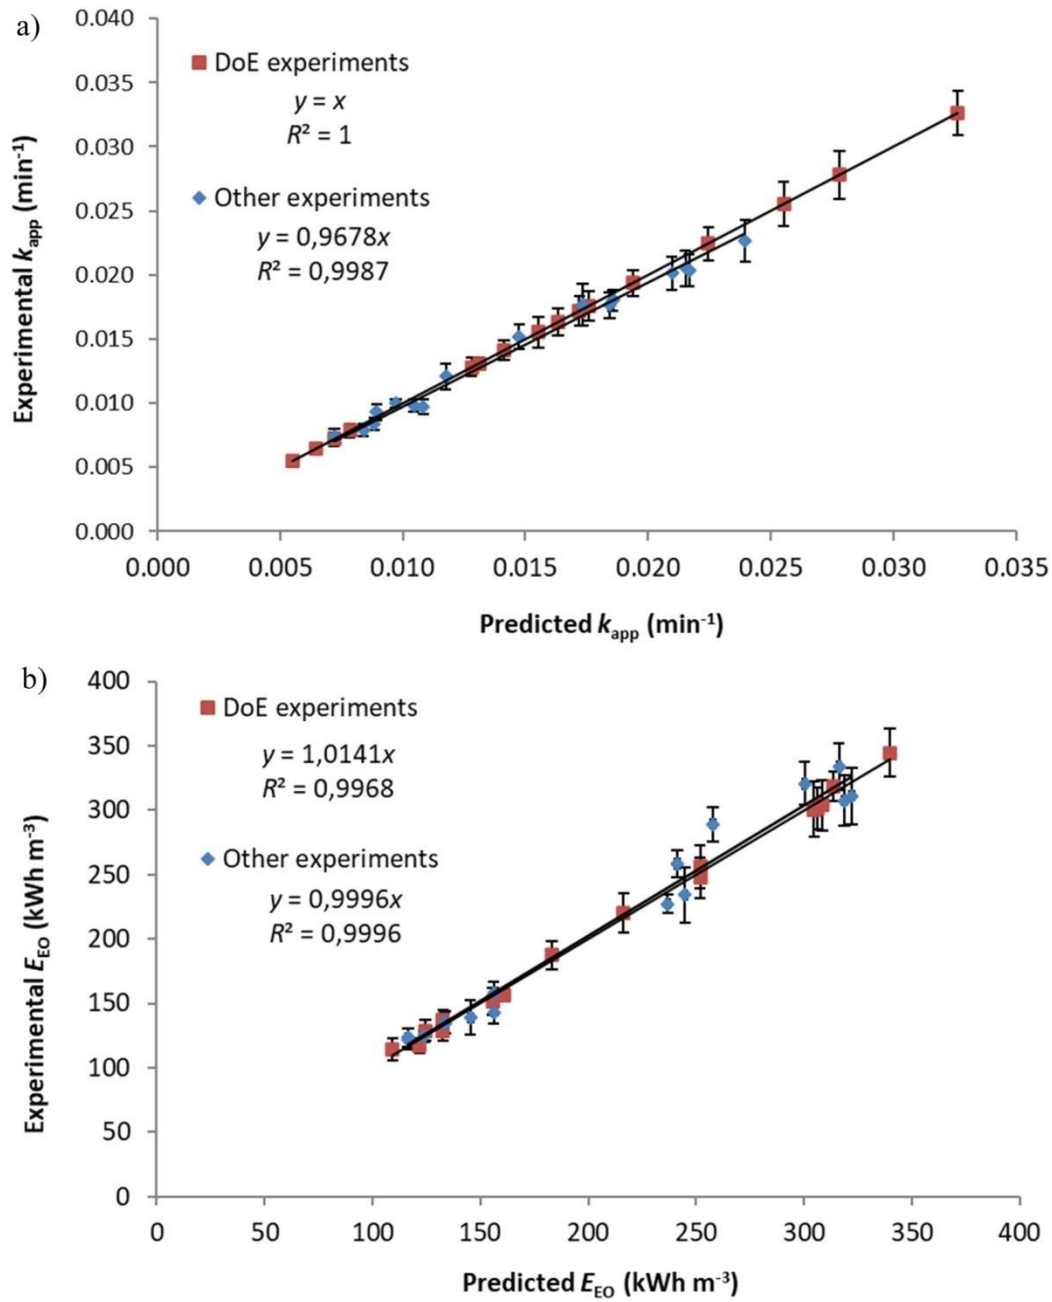 a)
0.040
0.035
0.030
0.025
0.020
0.015
0.010
0.005
0.000
Experimental kapp (min-1)
DoE experiments
y = x
R² = 1
Other experiments
y = 0,9678x
R² = 0,9987
0.000 0.005 0.010 0.015 0.020 0.025 0.030 0.035
Predicted kapp (min-1)
b)
400
350
300
250
200
150
100
50
0
Experimental EEO (kWh m-3)
DoE experiments
y = 1,0141x
R² = 0,9968
Other experiments
y = 0,9996x
R² = 0,9996
0 50 100 150 200 250 300 350 400
Predicted EEO (kWh m-3)